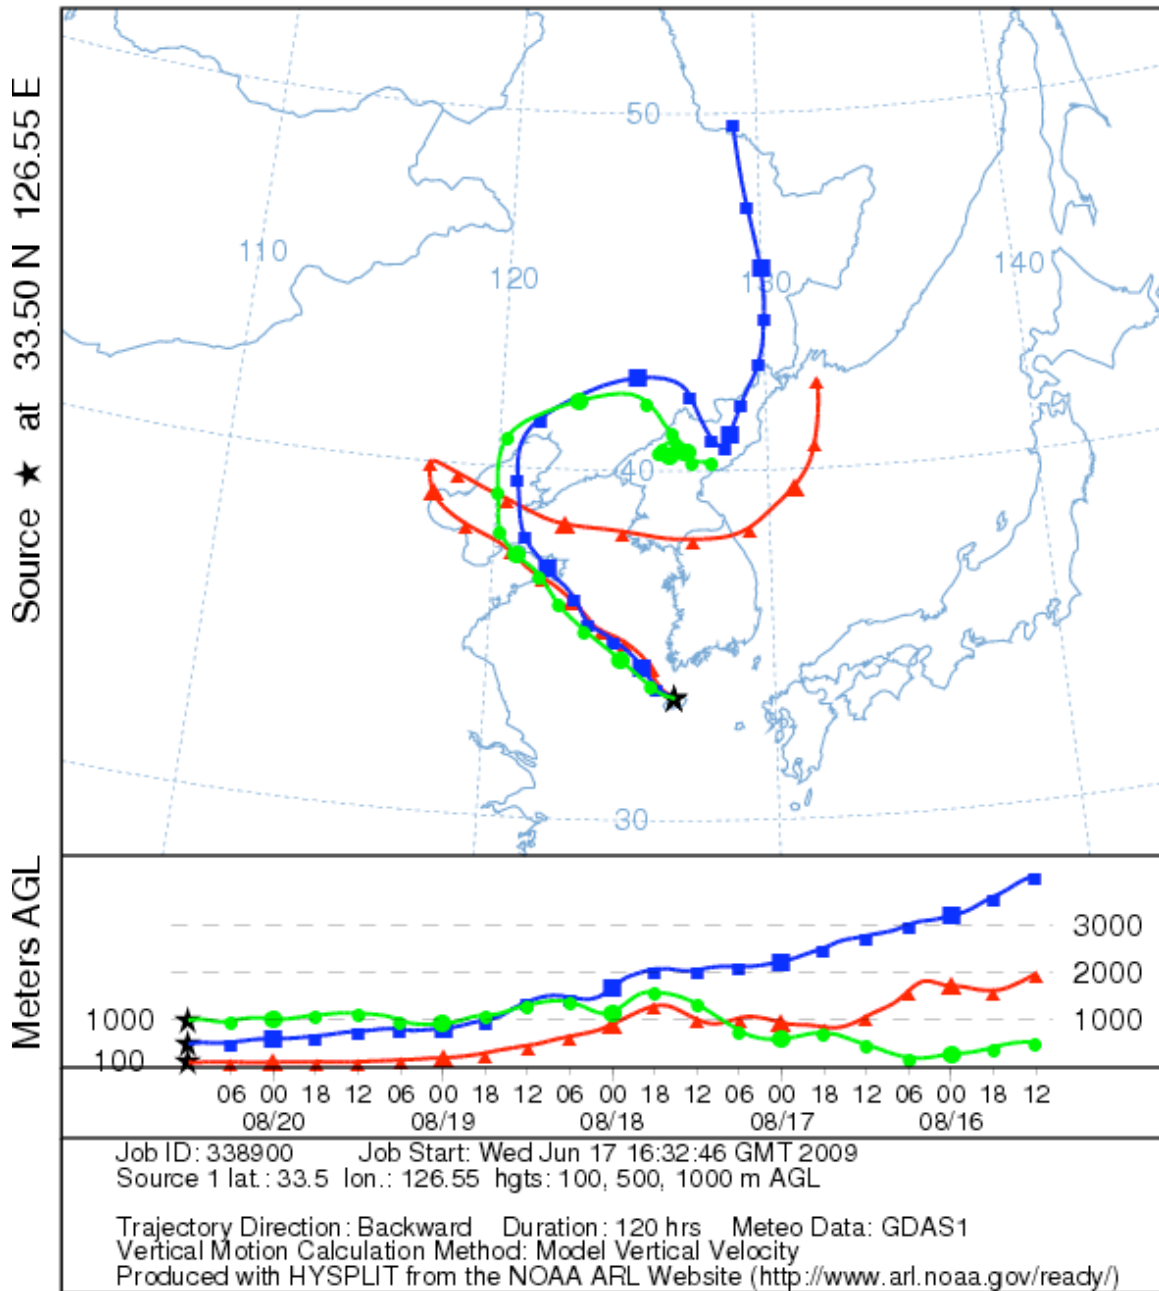 Source ★ at 33.50 N 126.55 E
50
110
120
130
140
40
30
Meters AGL
3000
2000
1000
1000
100
06 00 18 12 06 00 18 12 06 00 18 12 06 00 18 12 06 00 18 12
08/20 08/19 08/18 08/17 08/16
Job ID: 338900 Job Start: Wed Jun 17 16:32:46 GMT 2009
Source 1 lat.: 33.5 lon.: 126.55 hgts: 100, 500, 1000 m AGL
Trajectory Direction: Backward Duration: 120 hrs Meteo Data: GDAS1
Vertical Motion Calculation Method: Model Vertical Velocity
Produced with HYSPLIT from the NOAA ARL Website (http://www.arl.noaa.gov/ready/)